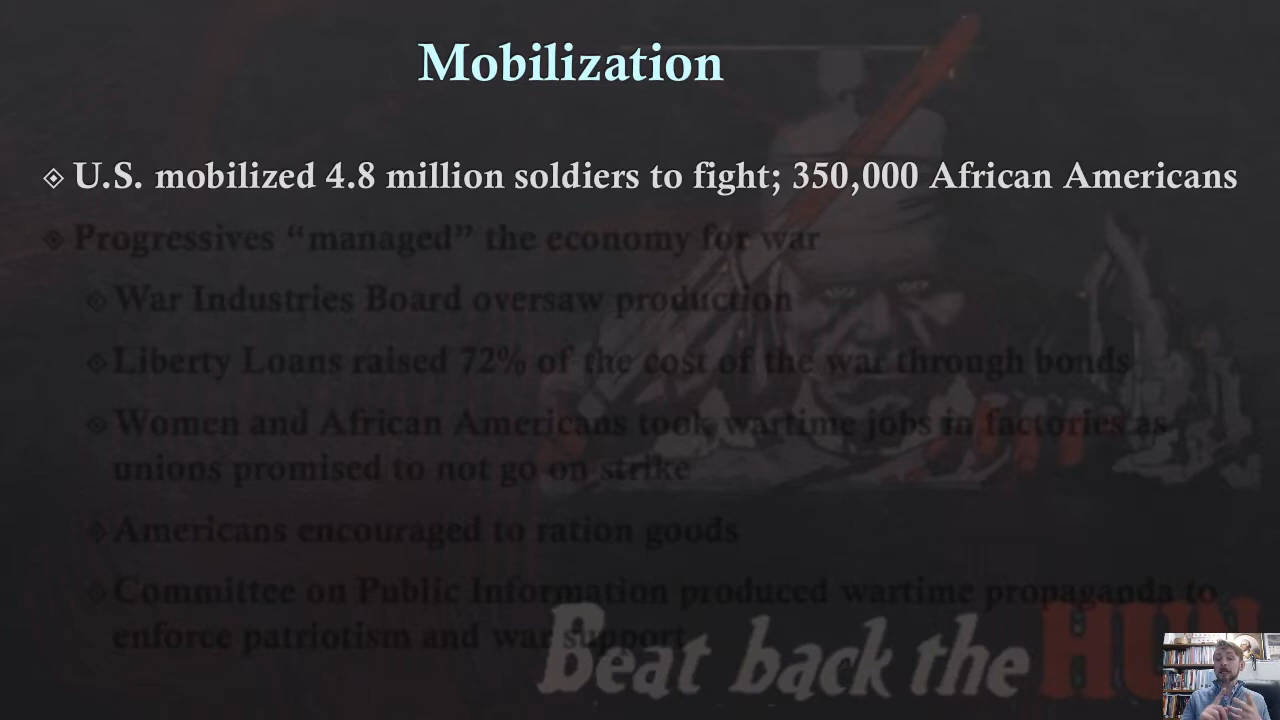 Mobilization
U.S. mobilized 4.8 million soldiers to fight; 350,000 African Americans
Progressives “managed” the economy for war
War Industries Board oversaw production
Liberty Loans raised 72% of the cost of the war through bonds
Women and African Americans took wartime jobs in factories as
unions promised to not go on strike
Americans encouraged to ration goods
Committee on Public Information produced wartime propaganda to
enforce patriotism and war support
Beat back the HUN